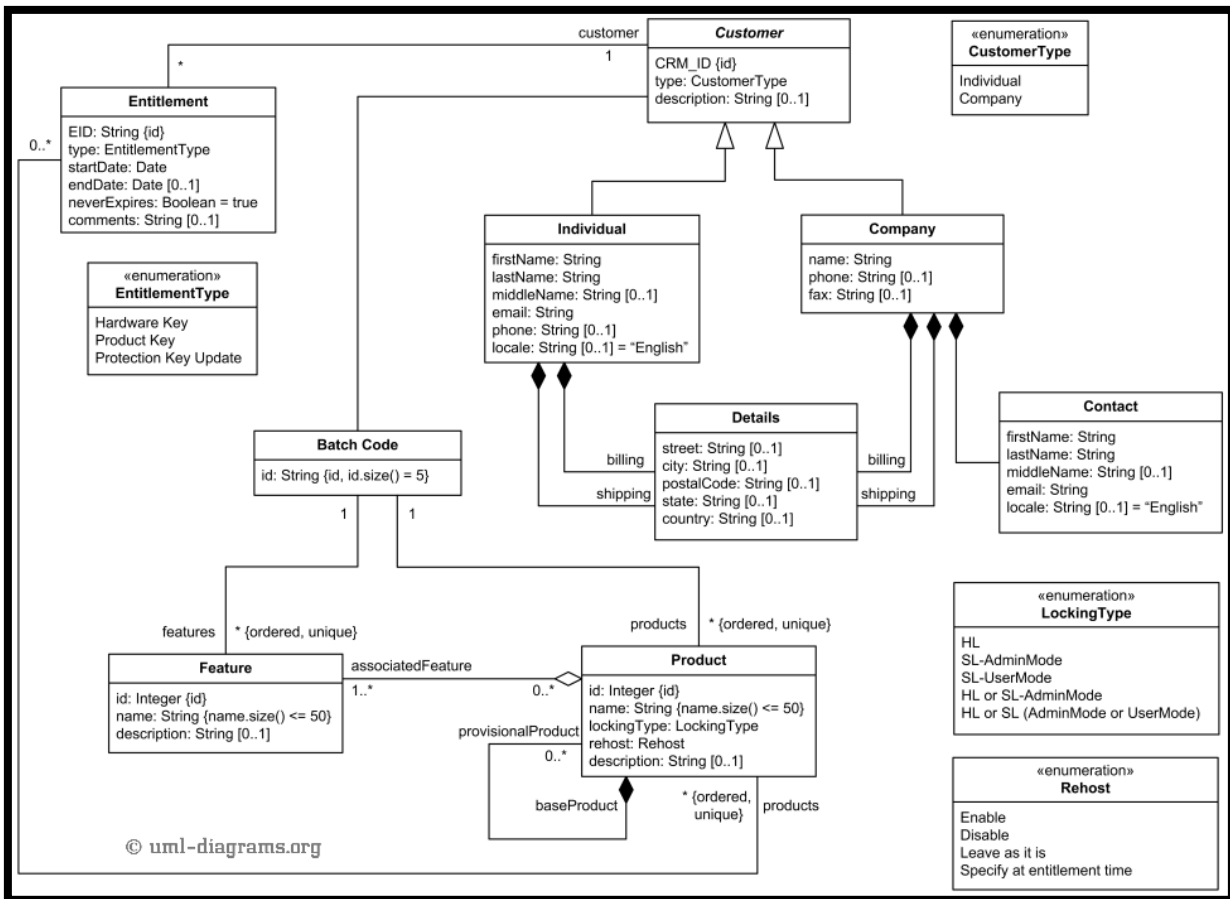 customer
1
*
Customer
CRM_ID {id}
type: CustomerType
description: String [0..1]
«enumeration»
CustomerType
Individual
Company
Entitlement
EID: String {id}
type: EntitlementType
startDate: Date
endDate: Date [0..1]
neverExpires: Boolean = true
comments: String [0..1]
0..*
«enumeration»
EntitlementType
Hardware Key
Product Key
Protection Key Update
Individual
firstName: String
lastName: String
middleName: String [0..1]
email: String
phone: String [0..1]
locale: String [0..1] = “English”
Company
name: String
phone: String [0..1]
fax: String [0..1]
Batch Code
id: String {id, id.size() = 5}
1
1
billing
shipping
Details
street: String [0..1]
city: String [0..1]
postalCode: String [0..1]
state: String [0..1]
country: String [0..1]
billing
shipping
Contact
firstName: String
lastName: String
middleName: String [0..1]
email: String
locale: String [0..1] = “English”
features
* {ordered, unique}
products
* {ordered, unique}
Feature
id: Integer {id}
name: String {name.size() <= 50}
description: String [0..1]
associatedFeature
1..*
0..*
Product
id: Integer {id}
name: String {name.size() <= 50}
lockingType: LockingType
rehost: Rehost
description: String [0..1]
provisionalProduct
0..*
baseProduct
* {ordered,
unique}
products
«enumeration»
LockingType
HL
SL-AdminMode
SL-UserMode
HL or SL-AdminMode
HL or SL (AdminMode or UserMode)
«enumeration»
Rehost
Enable
Disable
Leave as it is
Specify at entitlement time
© uml-diagrams.org